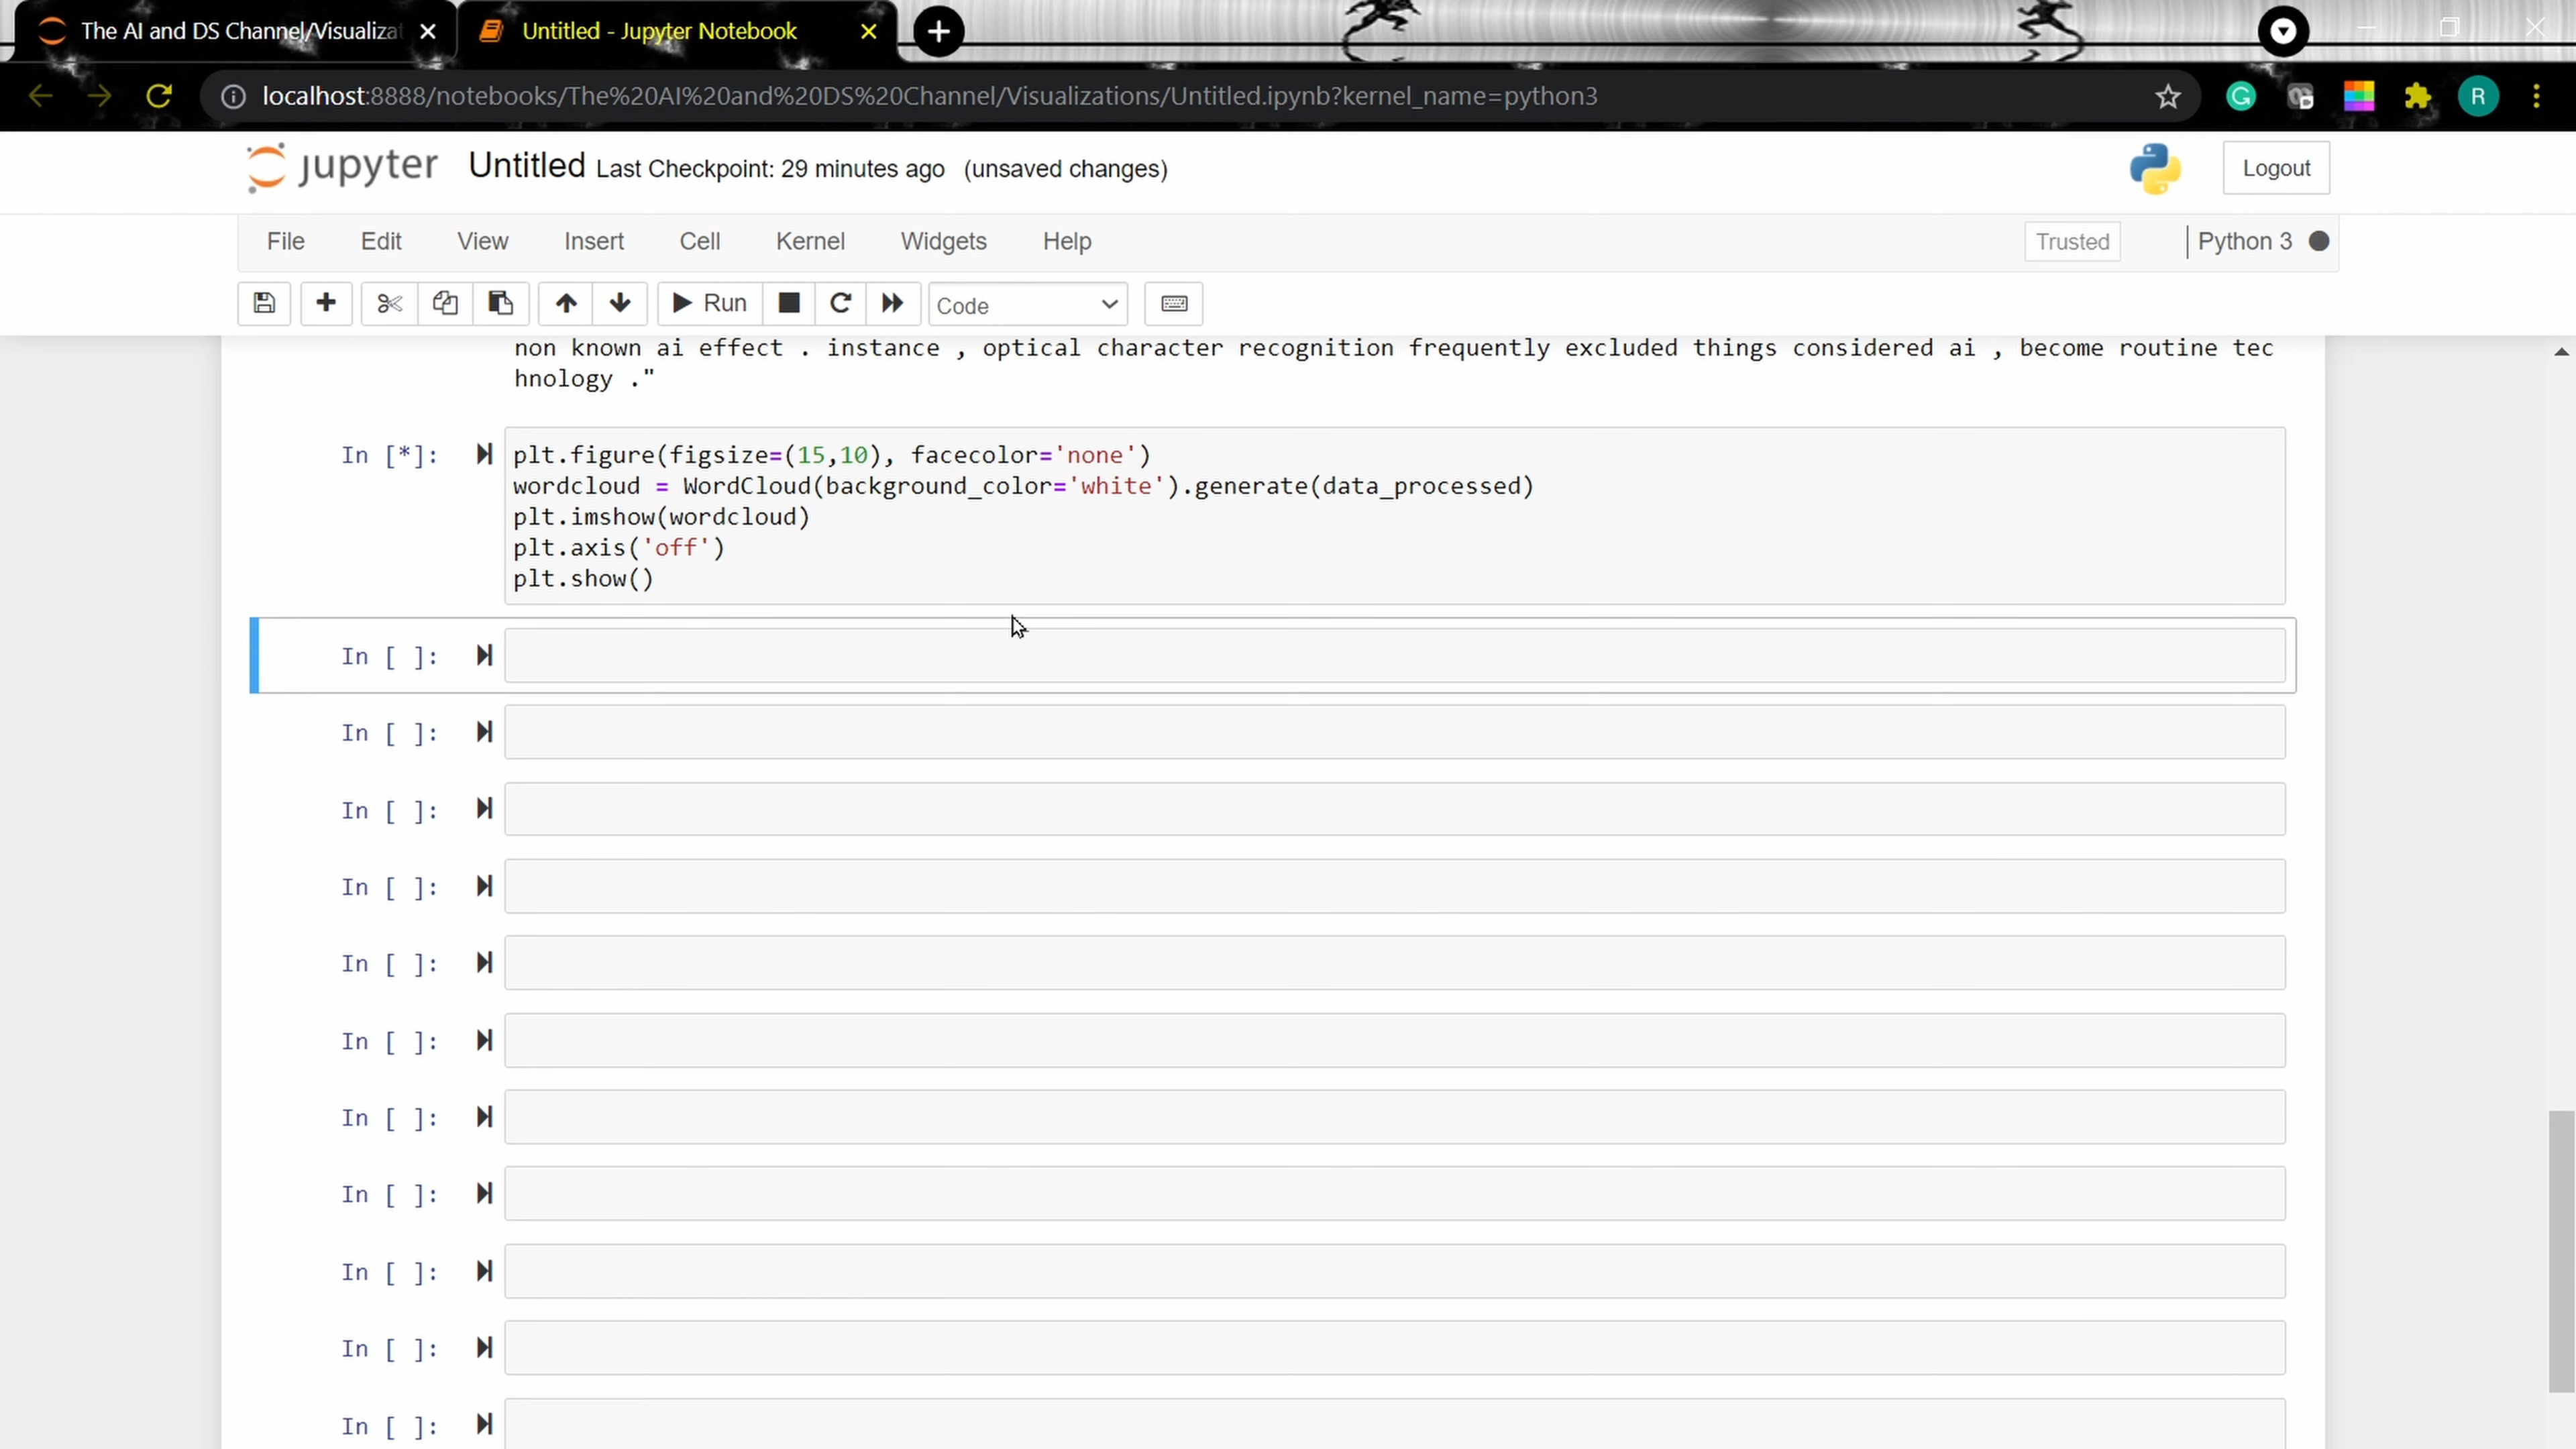 The AI and DS Channel/Visualizat
Untitled - Jupyter Notebook
localhost:8888/notebooks/The%20AI%20and%20DS%20Channel/Visualizations/Untitled.ipynb?kernel_name=python3
R
jupyter Untitled Last Checkpoint: 29 minutes ago (unsaved changes)
Logout
File Edit View Insert Cell Kernel Widgets Help
Trusted
Python 3
Run
Code
non known ai effect . instance , optical character recognition frequently excluded things considered ai , become routine tec
hnology ."
In [*]:
plt.figure(figsize=(15,10), facecolor='none')
wordcloud = WordCloud(background_color='white').generate(data_processed)
plt.imshow(wordcloud)
plt.axis('off')
plt.show()
In [ ]:
In [ ]:
In [ ]:
In [ ]:
In [ ]:
In [ ]:
In [ ]:
In [ ]:
In [ ]:
In [ ]:
In [ ]: